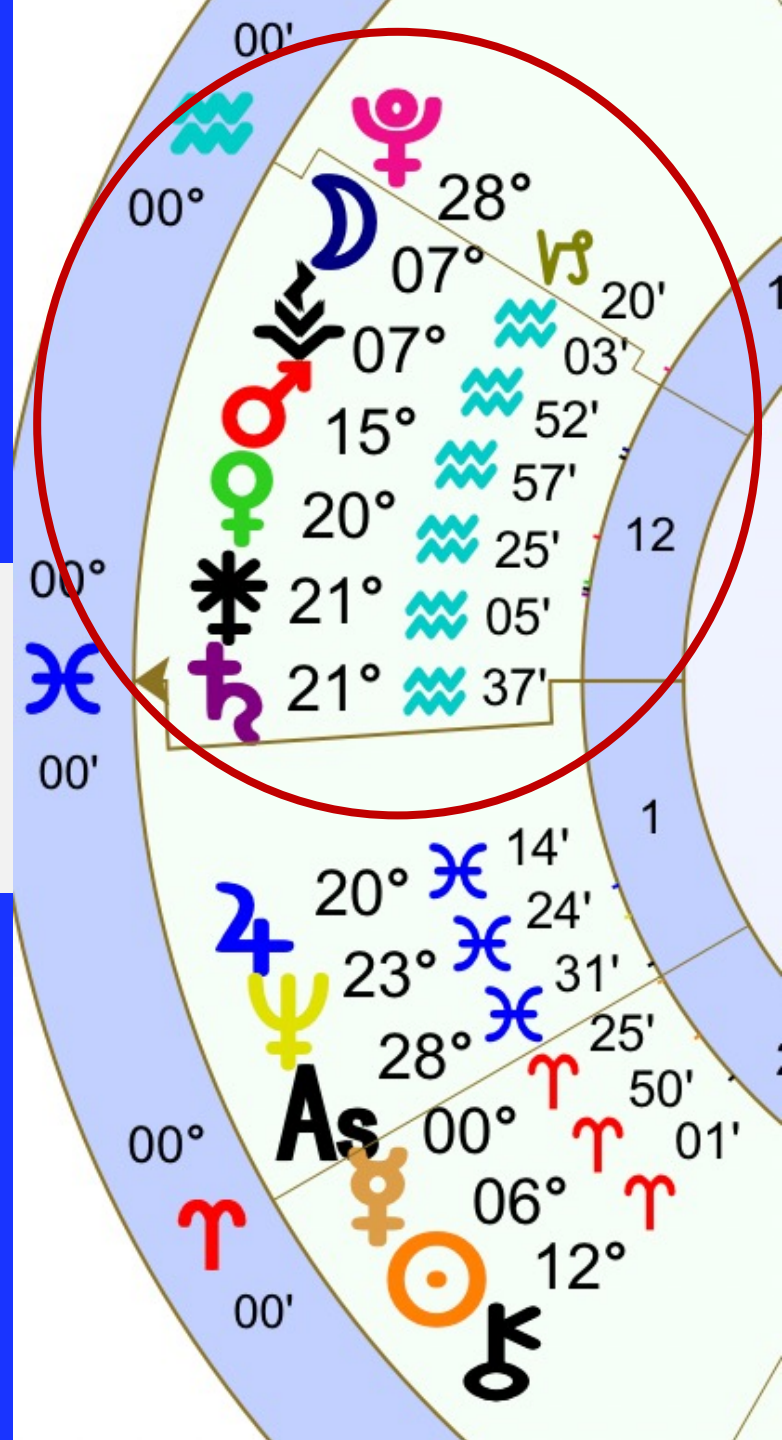 00'
♒
00°
♇ 28° ♑ 20'
☽ 07° ♒ 03'
⚴ 07° ♒ 52'
♂ 15° ♒ 57'
♀ 20° ♒ 25'
⚵ 21° ♒ 05'
♄ 21° ♒ 37'
12
00°
♓
00'
1
♃ 20° ♓ 14'
♆ 23° ♓ 24'
As 28° ♓ 31'
☿ 00° ♈ 25'
☉ 06° ♈ 50'
⚷ 12° ♈ 01'
00°
♈
00'